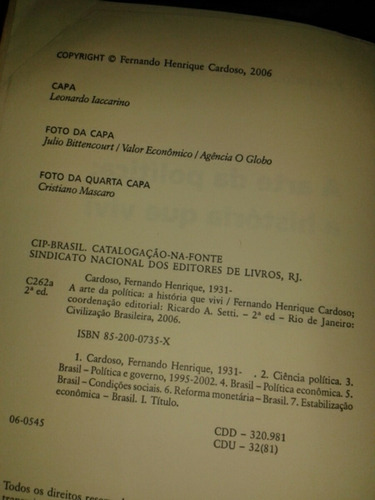 COPYRIGHT © Fernando Henrique Cardoso, 2006
CAPA
Leonardo Iaccarino
FOTO DA CAPA
Julio Bittencourt / Valor Econômico / Agência O Globo
FOTO DA QUARTA CAPA
Cristiano Mascaro
CIP-BRASIL. CATALOGAÇÃO-NA-FONTE
SINDICATO NACIONAL DOS EDITORES DE LIVROS, RJ.
Cardoso, Fernando Henrique, 1931-
C262a A arte da política: a história que vivi / Fernando Henrique Cardoso;
2ª ed. coordenação editorial: Ricardo A. Setti. – 2ª ed – Rio de Janeiro:
Civilização Brasileira, 2006.
ISBN 85-200-0735-X
1. Cardoso, Fernando Henrique, 1931- . 2. Ciência política. 3.
Brasil – Política e governo, 1995-2002. 4. Brasil – Política econômica. 5.
Brasil – Condições sociais. 6. Reforma monetária – Brasil. 7. Estabilização
econômica – Brasil. I. Título.
CDD – 320.981
06-0545
CDU – 32(81)
Todos os direitos